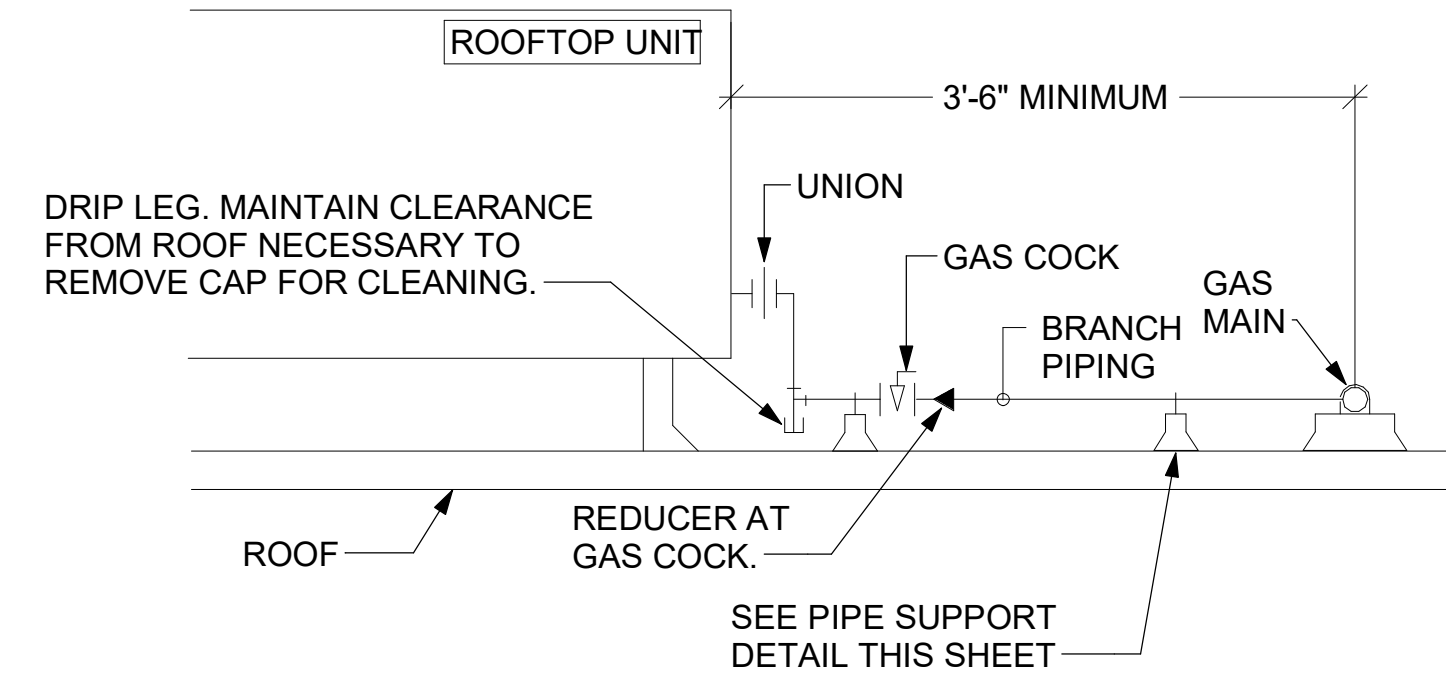 ROOFTOP UNIT
3'-6" MINIMUM
UNION
DRIP LEG. MAINTAIN CLEARANCE
FROM ROOF NECESSARY TO
REMOVE CAP FOR CLEANING.
GAS COCK
GAS
MAIN
BRANCH
PIPING
REDUCER AT
GAS COCK.
ROOF
SEE PIPE SUPPORT
DETAIL THIS SHEET